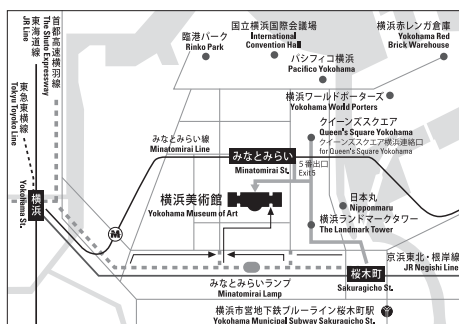 東海道線
JR Line
首都高速横羽線
The Shuto Expressway
東急東横線
Tokyu Toyoko Line
横浜
Yokohama St.
臨港パーク
Rinko Park
国立横浜国際会議場
International
Convention Hall
パシフィコ横浜
Pacifico Yokohama
横浜赤レンガ倉庫
Yokohama Red
Brick Warehouse
横浜ワールドポーターズ
Yokohama World Porters
クイーンズスクエア
Queen's Square Yokohama
クイーンズスクエア横浜連絡口
for Queen's Square Yokohama
みなとみらい線
Minatomirai Line
みなとみらい
Minatomirai St.
5番出口
Exit5
横浜美術館
Yokohama Museum of Art
日本丸
Nipponmaru
横浜ランドマークタワー
The Landmark Tower
M
京浜東北・根岸線
JR Negishi Line
桜木町
Sakuragicho St.
みなとみらいランプ
Minatomirai Lamp
横浜市営地下鉄ブルーライン桜木町駅
Yokohama Municipal Subway Sakuragicho St.